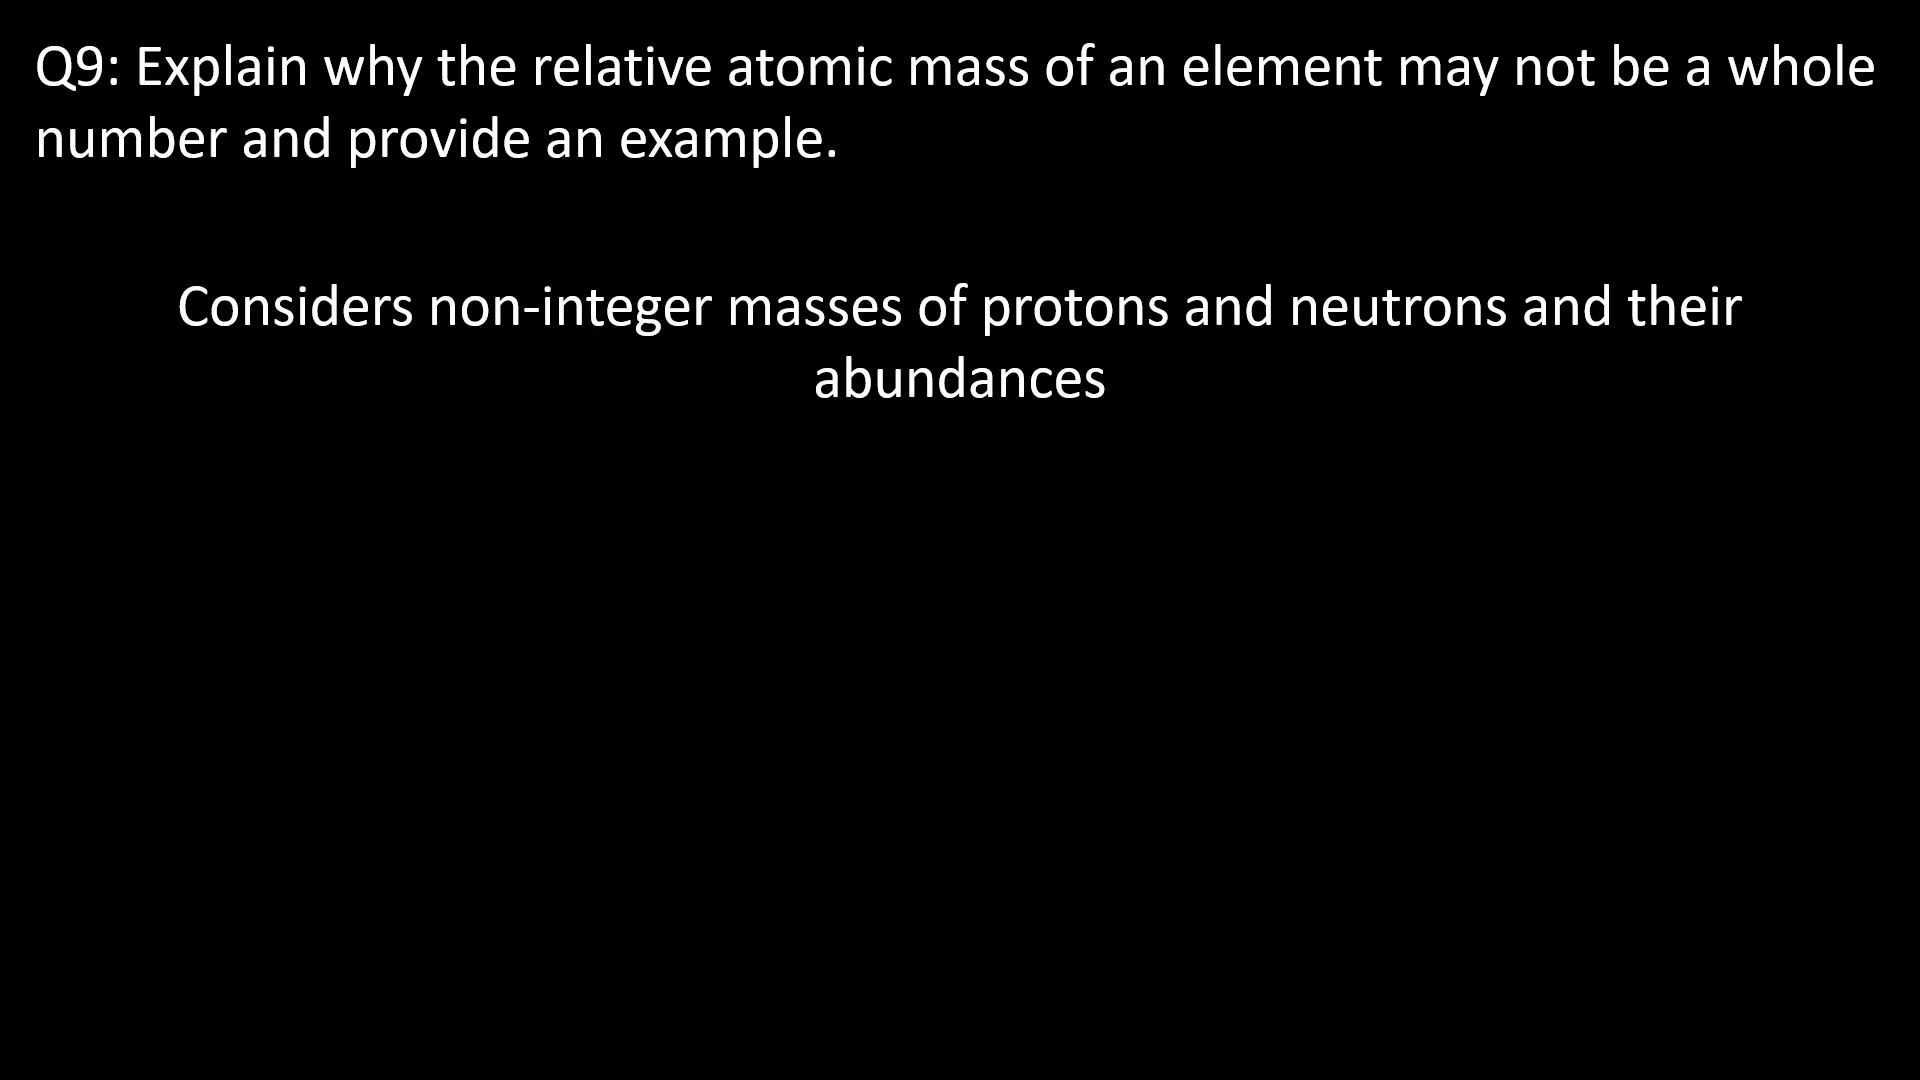 Q9: Explain why the relative atomic mass of an element may not be a whole
number and provide an example.
Considers non-integer masses of protons and neutrons and their
abundances